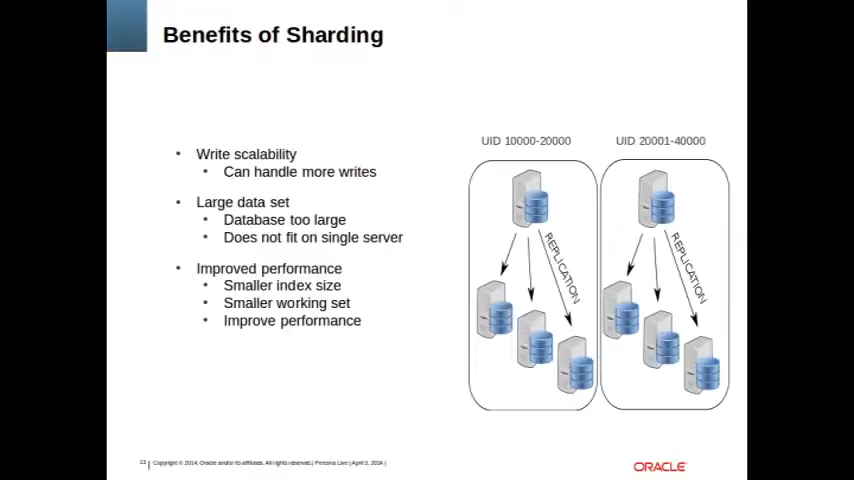 Benefits of Sharding
• Write scalability
• Can handle more writes
• Large data set
• Database too large
• Does not fit on single server
• Improved performance
• Smaller index size
• Smaller working set
• Improve performance
UID 10000-20000
UID 20001-40000
REPLICATION
REPLICATION
Copyright © 2014, Oracle and/or its affiliates. All rights reserved. | Percona Live | April 3, 2014 |
ORACLE